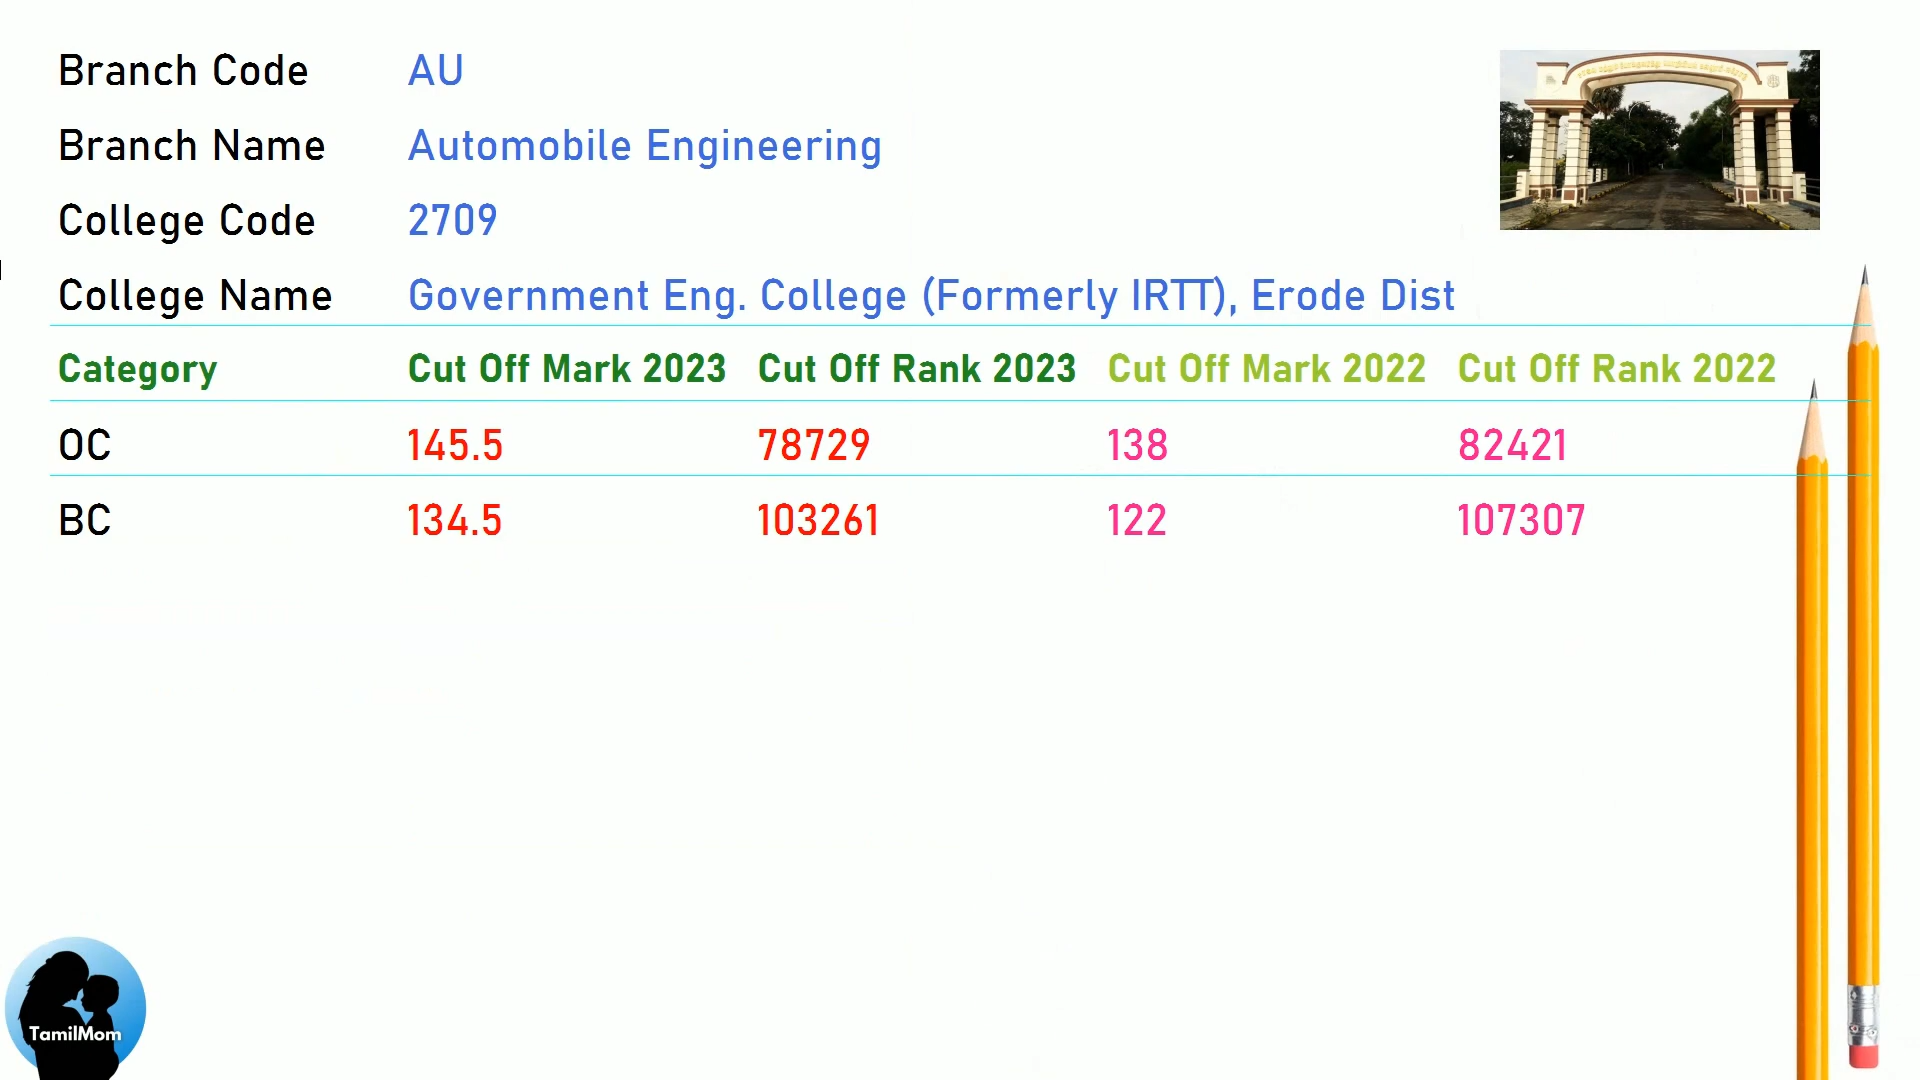 Branch Code AU
Branch Name Automobile Engineering
College Code 2709
College Name Government Eng. College (Formerly IRTT), Erode Dist
Category Cut Off Mark 2023 Cut Off Rank 2023 Cut Off Mark 2022 Cut Off Rank 2022
OC 145.5 78729 138 82421
BC 134.5 103261 122 107307
TamilMom